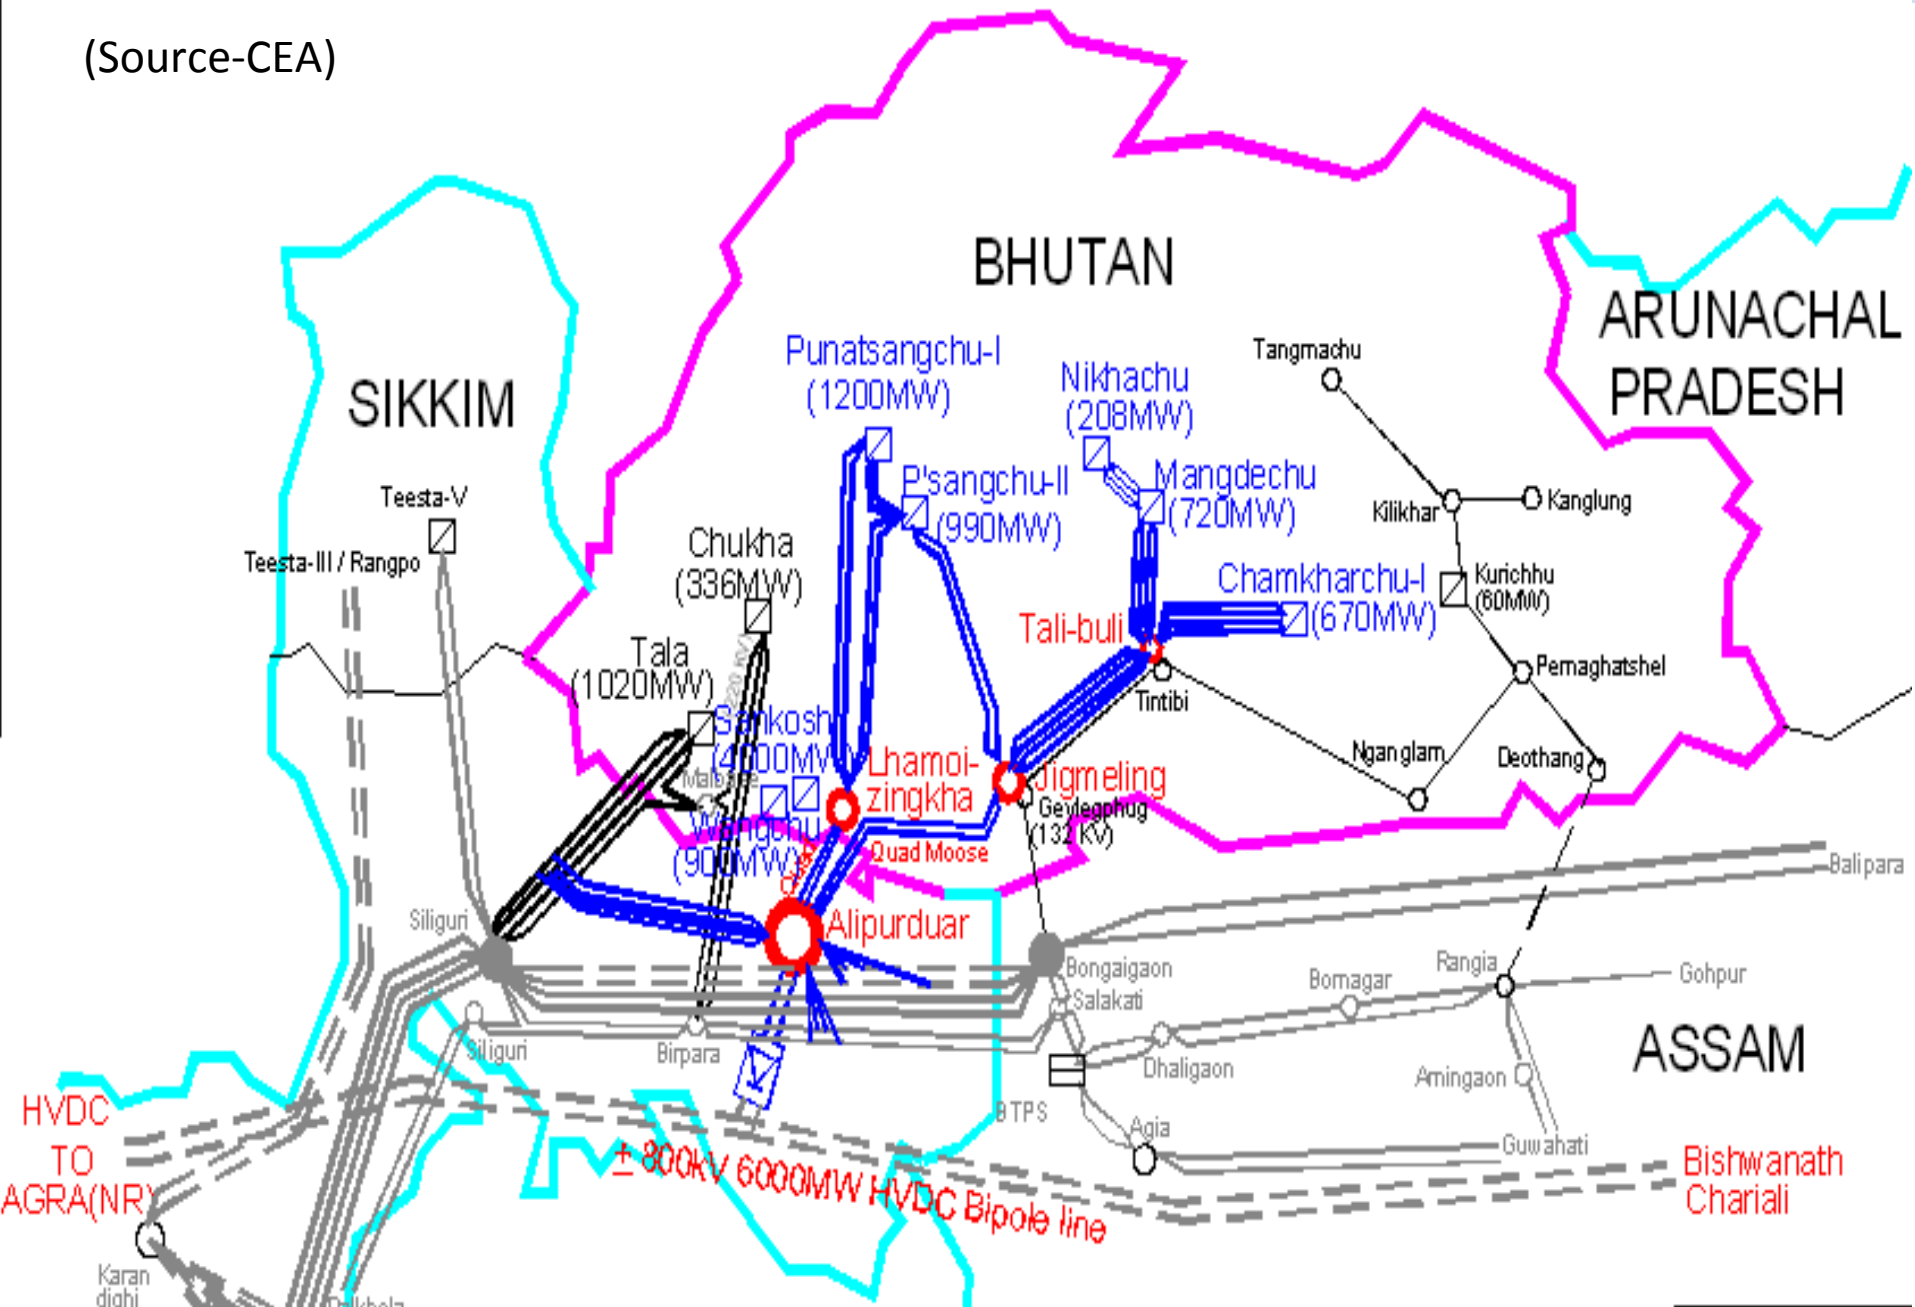 (Source-CEA)
BHUTAN
ARUNACHAL
PRADESH
SIKKIM
Punatsangchu-I
(1200MW)
Nikhachu
(208MW)
Tangmachu
P'sangchu-II
(990MW)
Mangdechu
(720MW)
Kilikhar
Kanglung
Teesta-V
Teesta-III / Rangpo
Chukha
(336MW)
Chamkharchu-I
(670MW)
Kurichhu
(60MW)
Tali-buli
Tala
(1020MW)
Tintibi
Pemaghatshel
Sankosh
Nganglam
Deothang
Lhamoi-
zingkha
Jigmeling
Geylegphug
(132 KV)
Wangchu
(900MW)
Quad Moose
Balipara
Siliguri
Alipurduar
Bongaigaon
Salakati
Bornagar
Rangia
Gohpur
Siliguri
Birpara
Dhaligaon
Amingaon
ASSAM
BTPS
Agia
Guwahati
HVDC
TO
AGRA(NR)
± 800kV 6000MW HVDC Bipole line
Bishwanath
Chariali
Karan
dighi